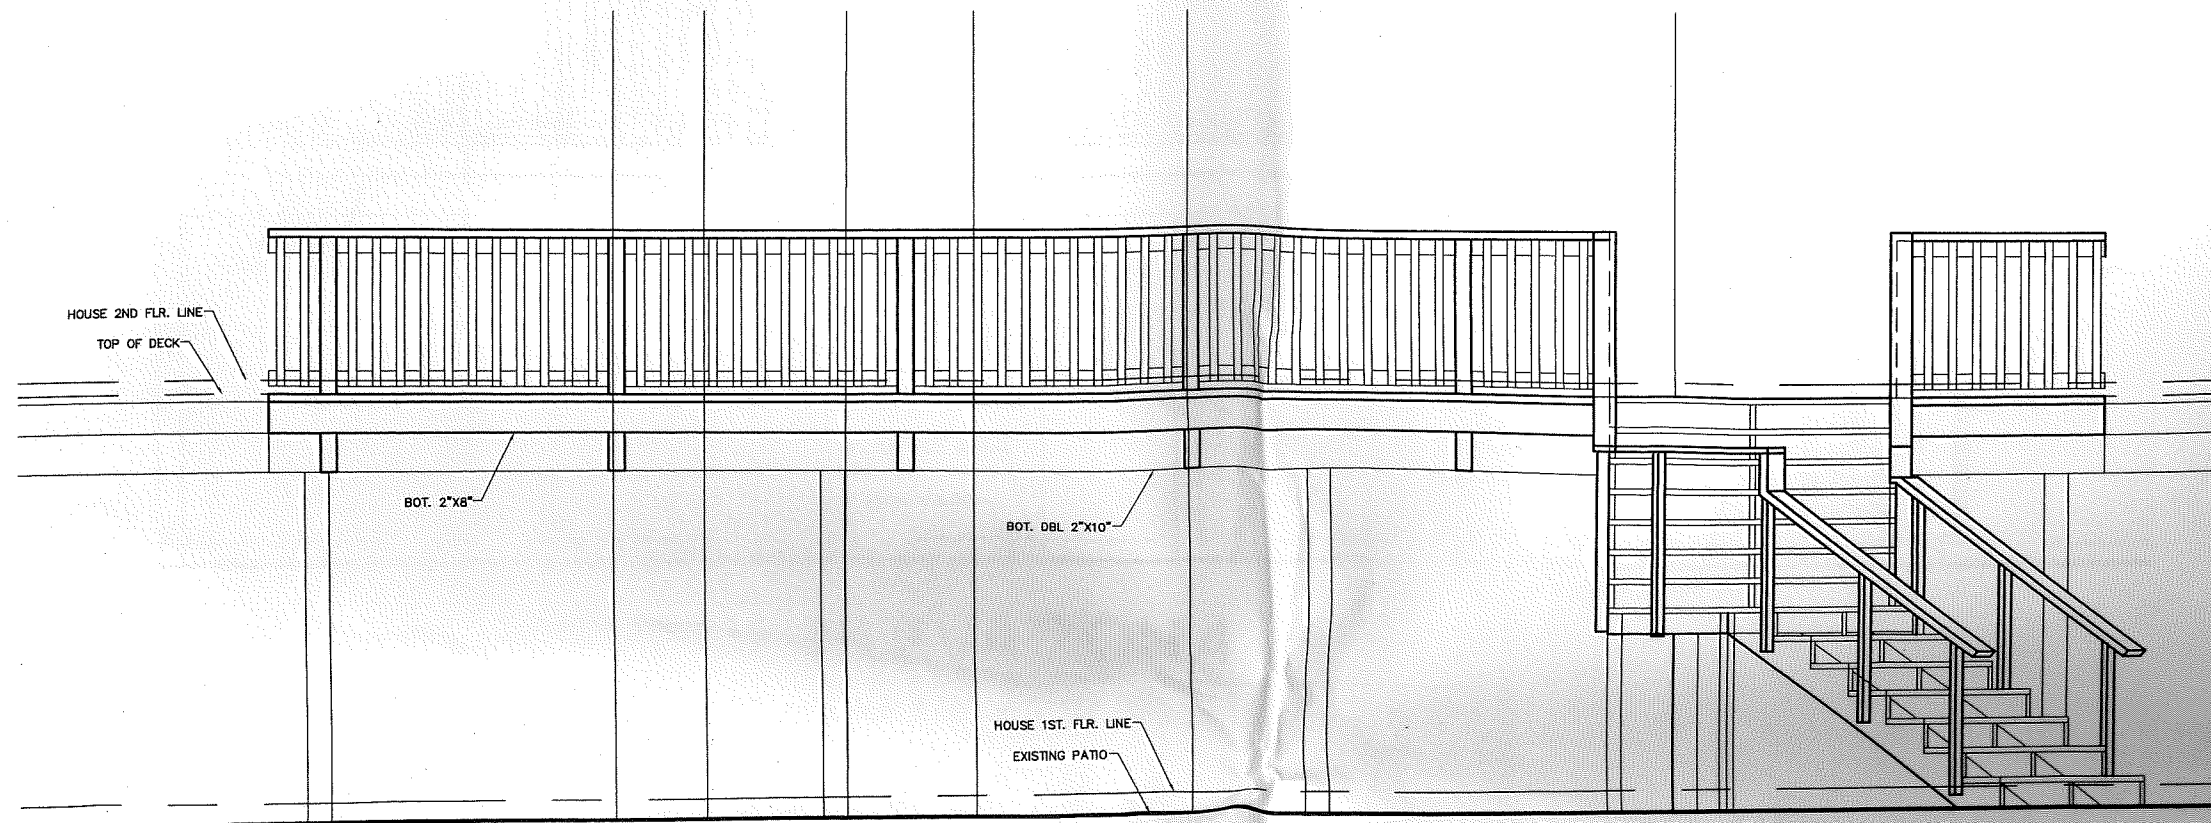 HOUSE 2ND FLR. LINE
TOP OF DECK
BOT. 2"X8"
BOT. DBL 2"X10"
HOUSE 1ST. FLR. LINE
EXISTING PATIO